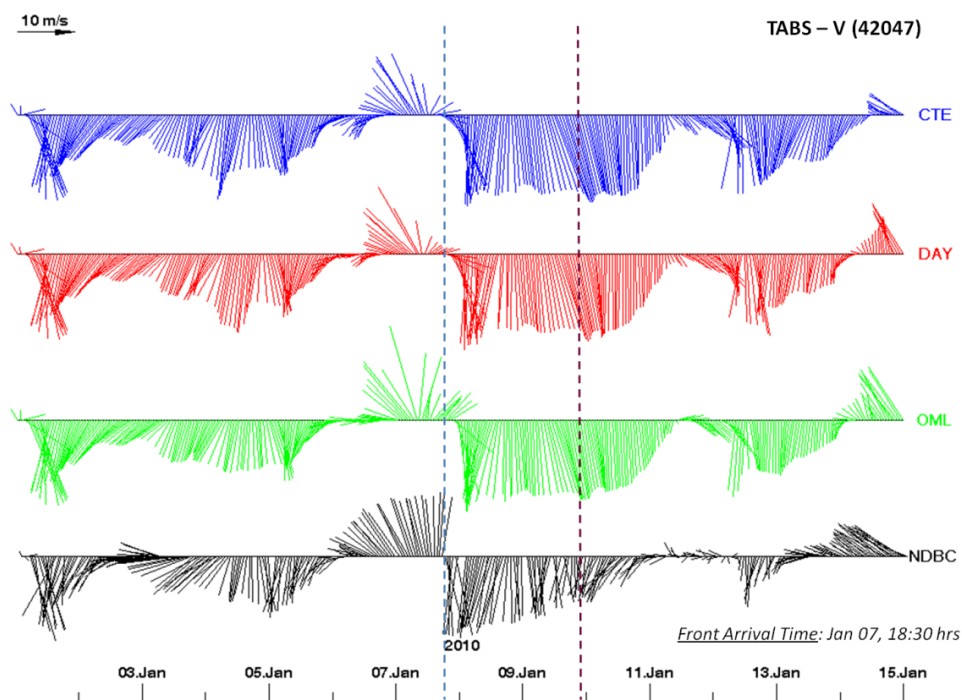 10 m/s
TABS – V (42047)
CTE
DAY
OML
NDBC
Front Arrival Time: Jan 07, 18:30 hrs
2010
03.Jan 05.Jan 07.Jan 09.Jan 11.Jan 13.Jan 15.Jan